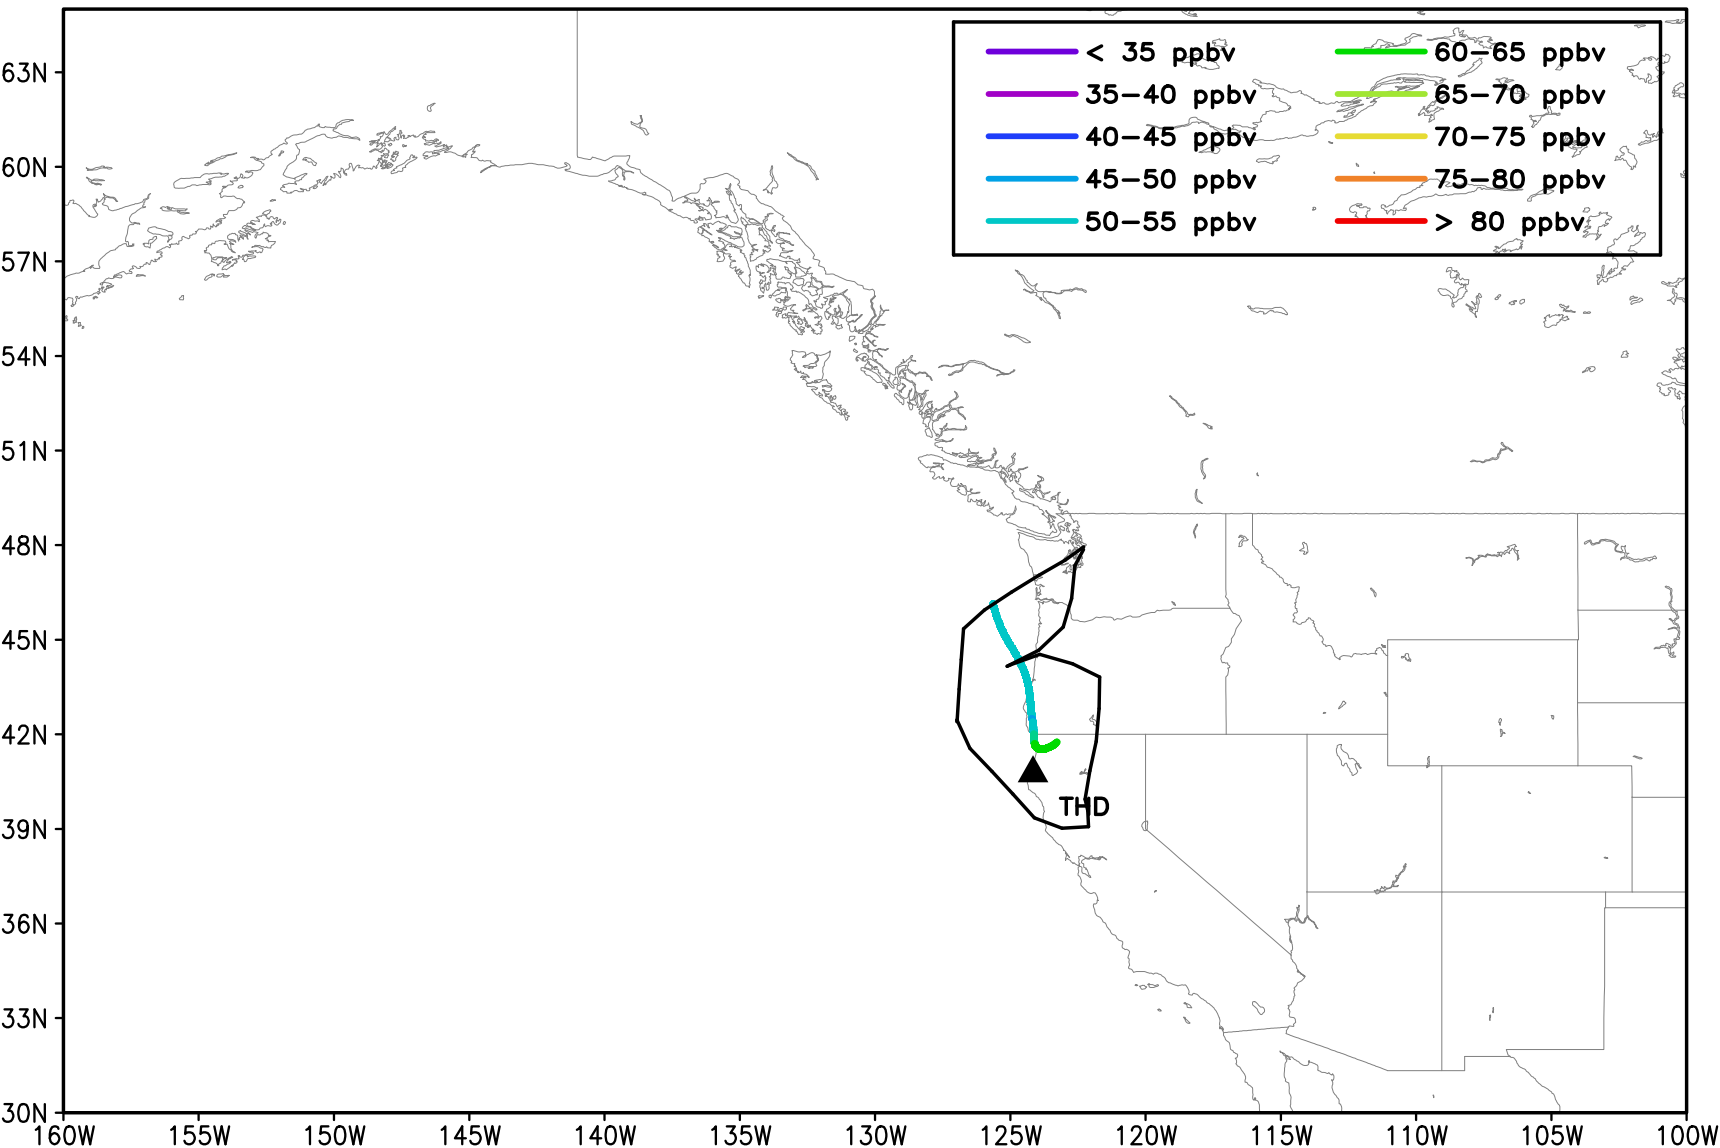 < 35 ppbv
35-40 ppbv
40-45 ppbv
45-50 ppbv
50-55 ppbv
60-65 ppbv
65-70 ppbv
70-75 ppbv
75-80 ppbv
> 80 ppbv
63N
60N
57N
54N
51N
48N
45N
42N
39N
36N
33N
30N
THD
160W 155W 150W 145W 140W 135W 130W 125W 120W 115W 110W 105W 100W